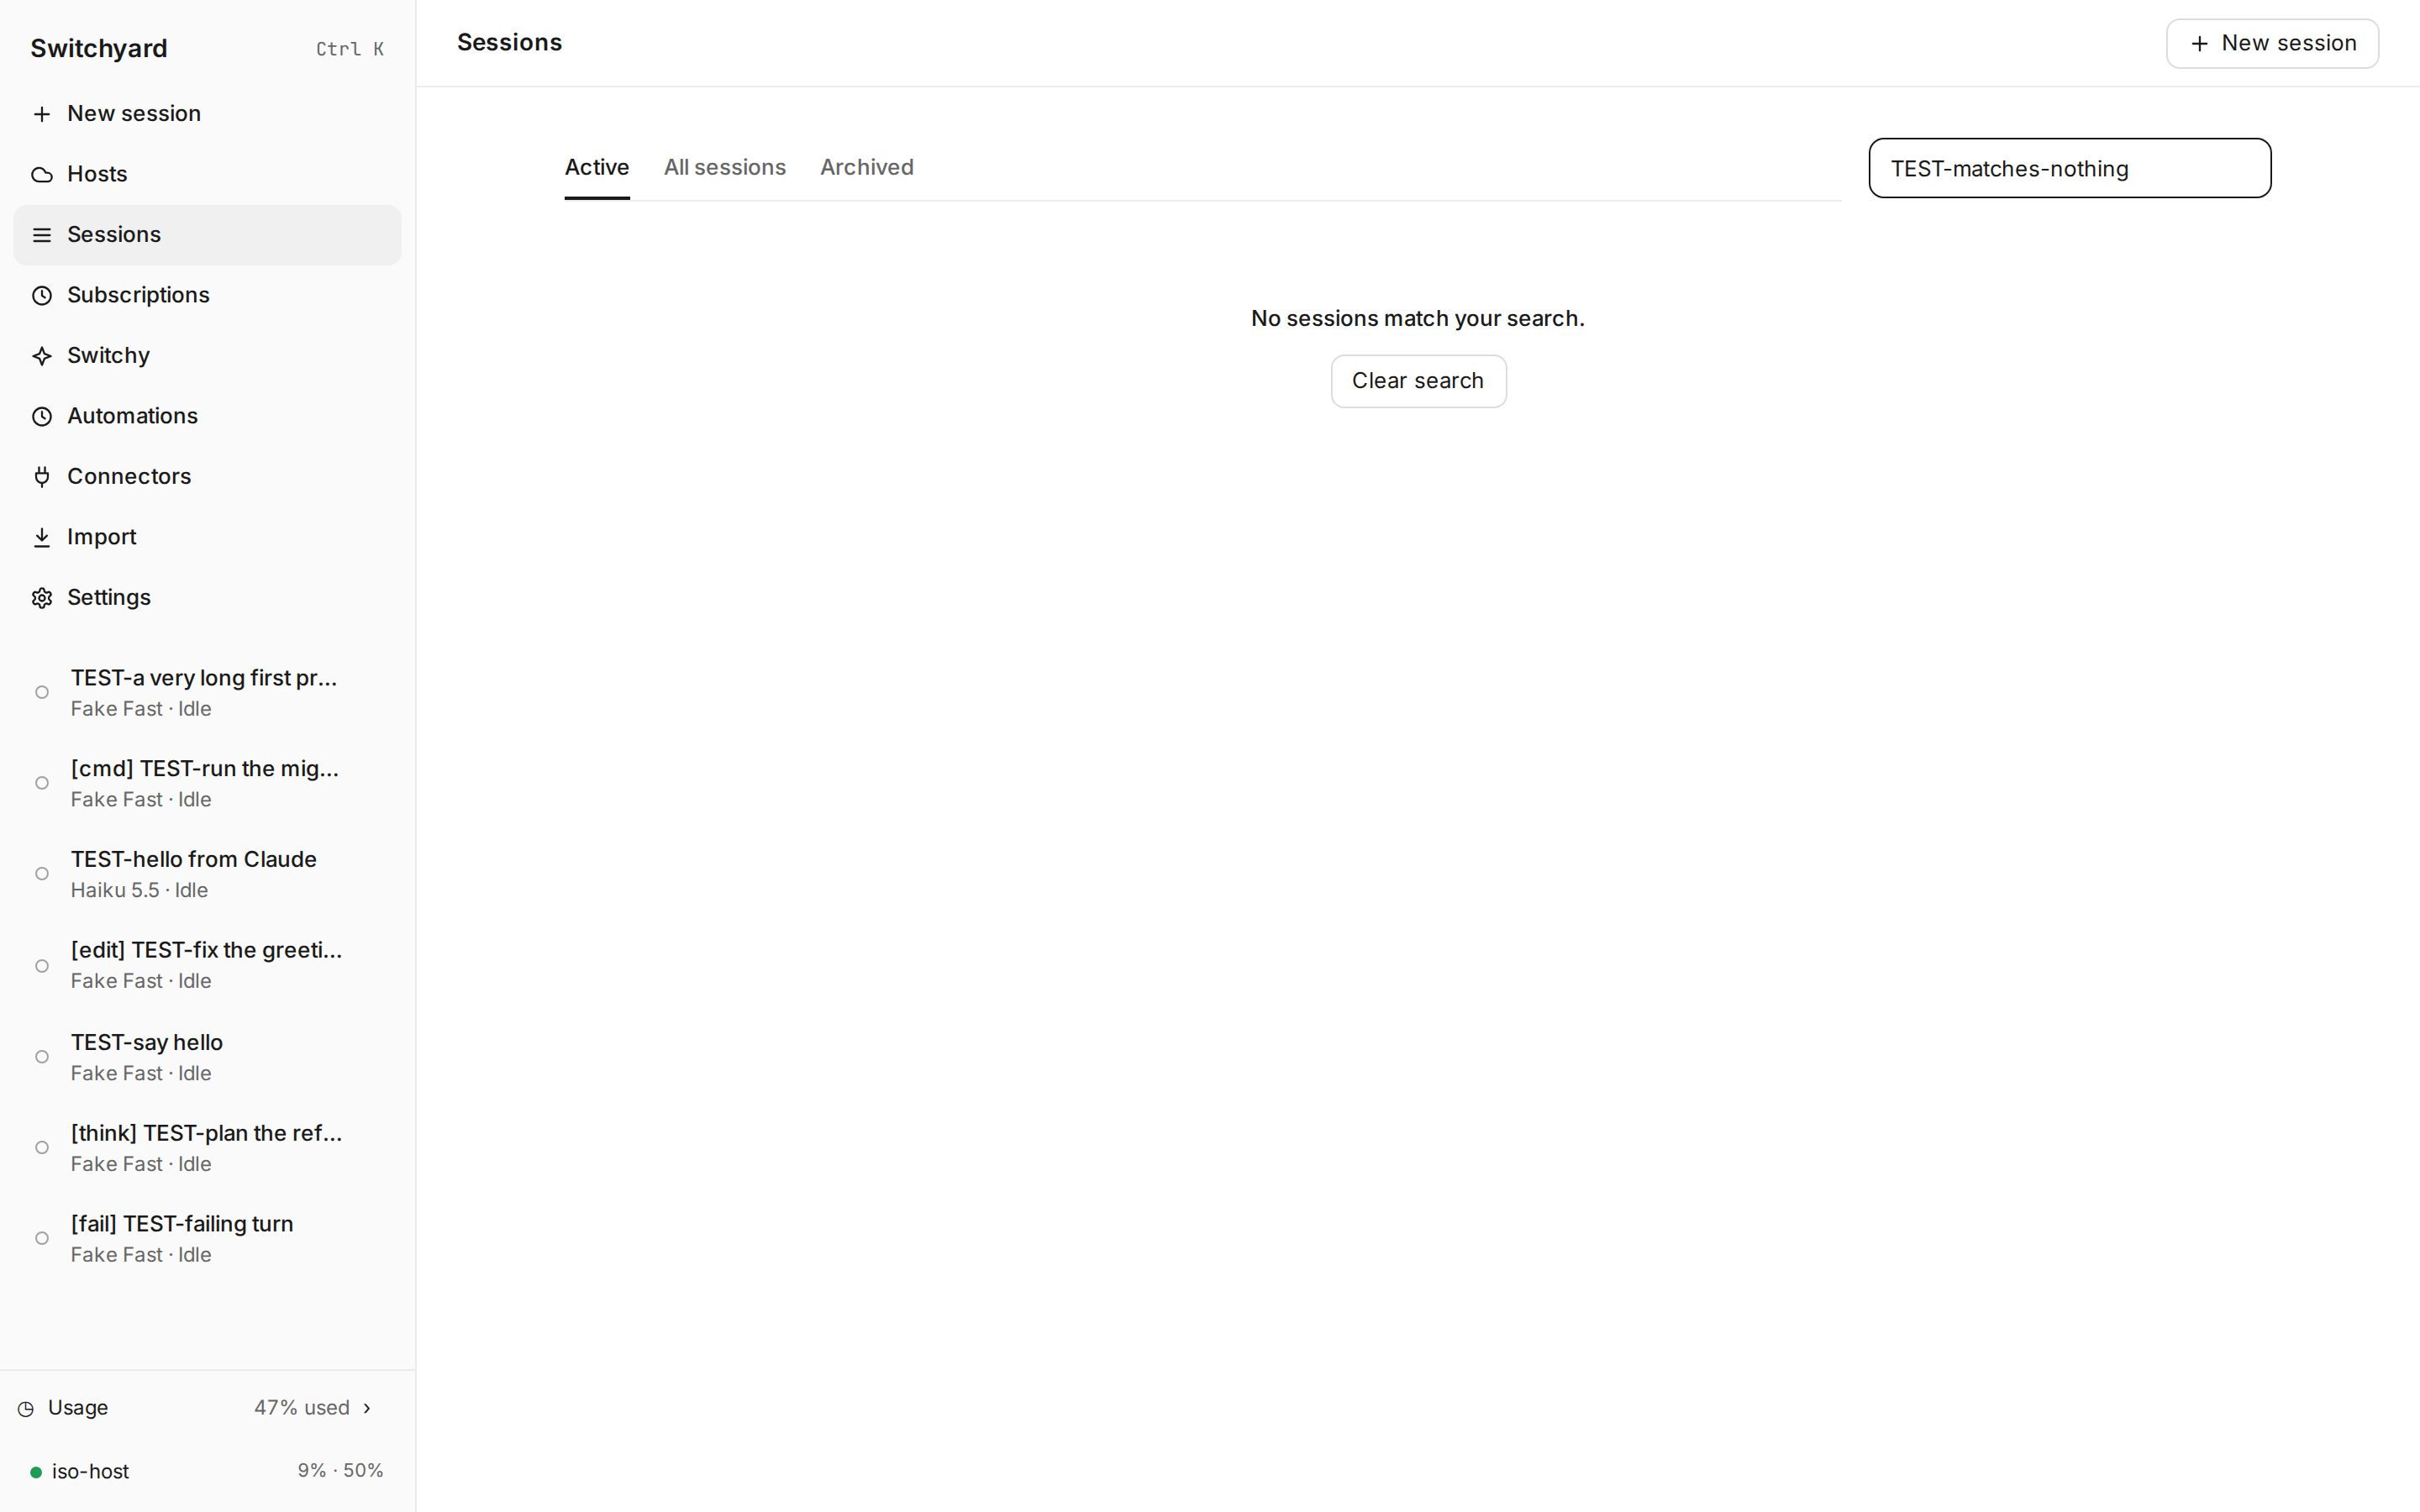 Switchyard
Ctrl K
New session
Hosts
Sessions
Subscriptions
Switchy
Automations
Connectors
Import
Settings
TEST-a very long first pr...
Fake Fast · Idle
[cmd] TEST-run the mig...
Fake Fast · Idle
TEST-hello from Claude
Haiku 5.5 · Idle
[edit] TEST-fix the greeti...
Fake Fast · Idle
TEST-say hello
Fake Fast · Idle
[think] TEST-plan the ref...
Fake Fast · Idle
[fail] TEST-failing turn
Fake Fast · Idle
Usage
47% used
iso-host
9% · 50%
Sessions
New session
Active
All sessions
Archived
TEST-matches-nothing
No sessions match your search.
Clear search